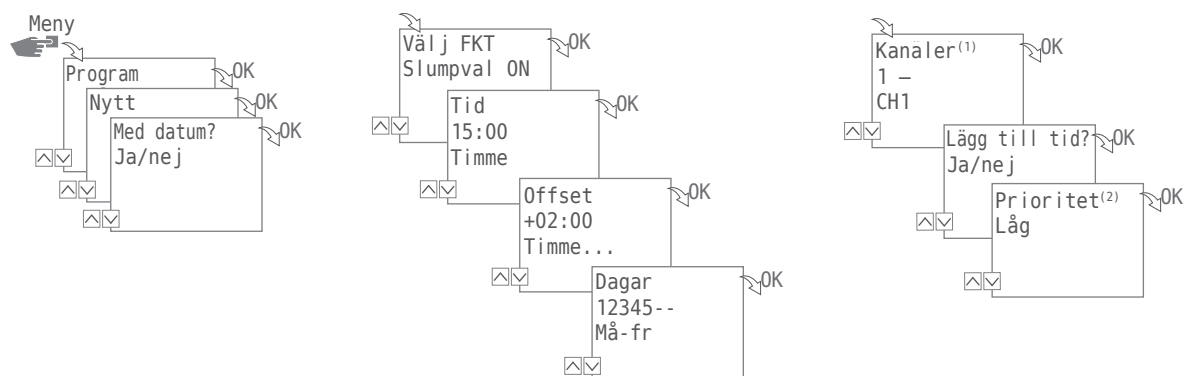 Meny
Program
OK
Nytt
OK
Med datum?
OK
Ja/nej
Välj FKT
OK
Slumpval ON
Tid
OK
15:00
Timme
Offset
OK
+02:00
Timme...
Dagar
OK
12345--
Må-fr
Kanäler(1)
OK
1 –
CH1
Lägg till tid?
OK
Ja/nej
Prioritet(2)
OK
Låg